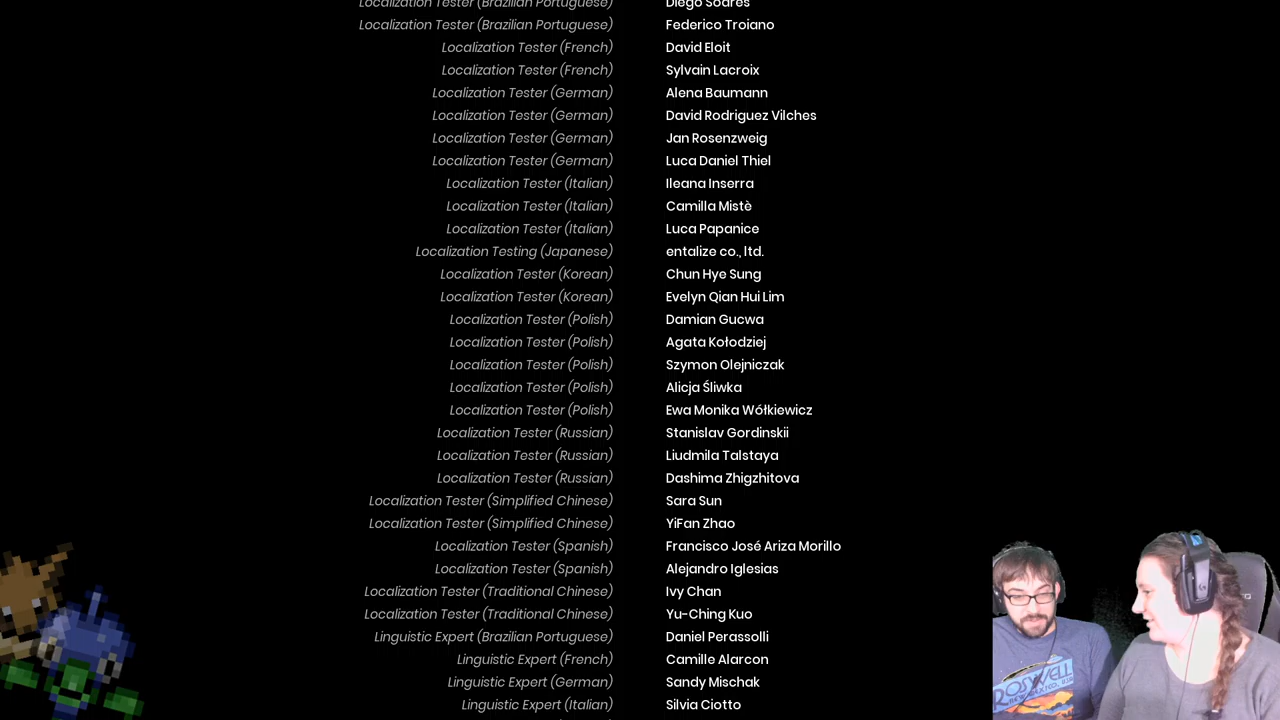 Localization Tester (Brazilian Portuguese) Diego Soares
Localization Tester (Brazilian Portuguese) Federico Troiano
Localization Tester (French) David Eloit
Localization Tester (French) Sylvain Lacroix
Localization Tester (German) Alena Baumann
Localization Tester (German) David Rodriguez Vilches
Localization Tester (German) Jan Rosenzweig
Localization Tester (German) Luca Daniel Thiel
Localization Tester (Italian) Ileana Inserra
Localization Tester (Italian) Camilla Mistè
Localization Tester (Italian) Luca Papanice
Localization Testing (Japanese) entalize co., ltd.
Localization Tester (Korean) Chun Hye Sung
Localization Tester (Korean) Evelyn Qian Hui Lim
Localization Tester (Polish) Damian Gucwa
Localization Tester (Polish) Agata Kołodziej
Localization Tester (Polish) Szymon Olejniczak
Localization Tester (Polish) Alicja Śliwka
Localization Tester (Polish) Ewa Monika Wółkiewicz
Localization Tester (Russian) Stanislav Gordinskii
Localization Tester (Russian) Liudmila Talstaya
Localization Tester (Russian) Dashima Zhigzhitova
Localization Tester (Simplified Chinese) Sara Sun
Localization Tester (Simplified Chinese) YiFan Zhao
Localization Tester (Spanish) Francisco José Ariza Morillo
Localization Tester (Spanish) Alejandro Iglesias
Localization Tester (Traditional Chinese) Ivy Chan
Localization Tester (Traditional Chinese) Yu-Ching Kuo
Linguistic Expert (Brazilian Portuguese) Daniel Perassolli
Linguistic Expert (French) Camille Alarcon
Linguistic Expert (German) Sandy Mischak
Linguistic Expert (Italian) Silvia Ciotto
ROSWELL